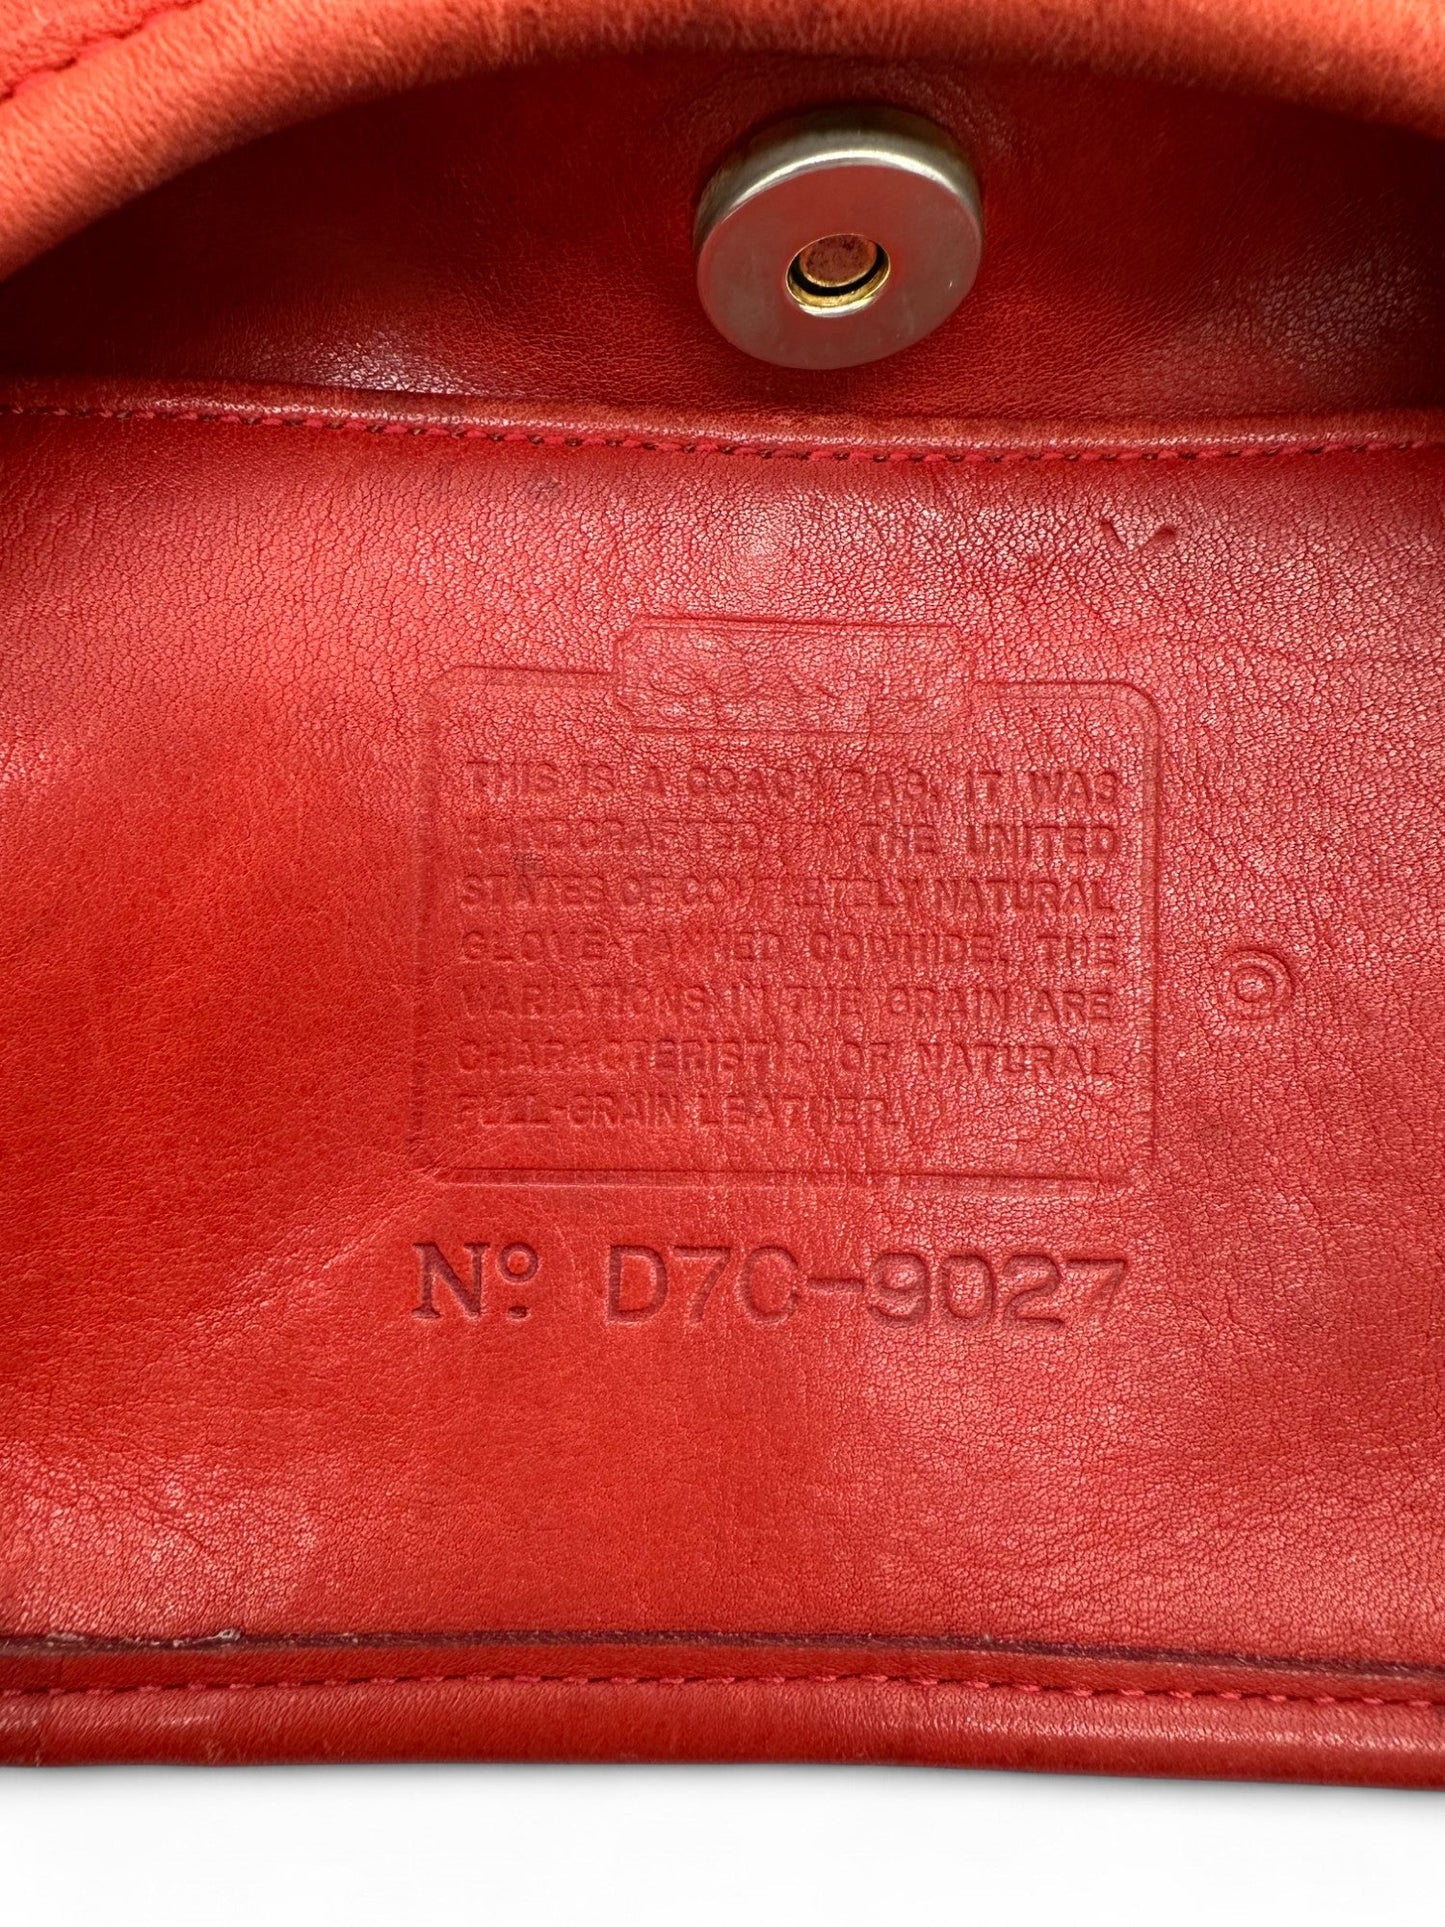 COACH
THIS IS A COACH BAG. IT WAS
HANDCRAFTED IN THE UNITED
STATES OF COMPLETELY NATURAL
GLOVE-TANNED COWHIDE. THE
VARIATIONS IN THE GRAIN ARE
CHARACTERISTIC OF NATURAL
FULL-GRAIN LEATHER.
Nº. D7C-9027